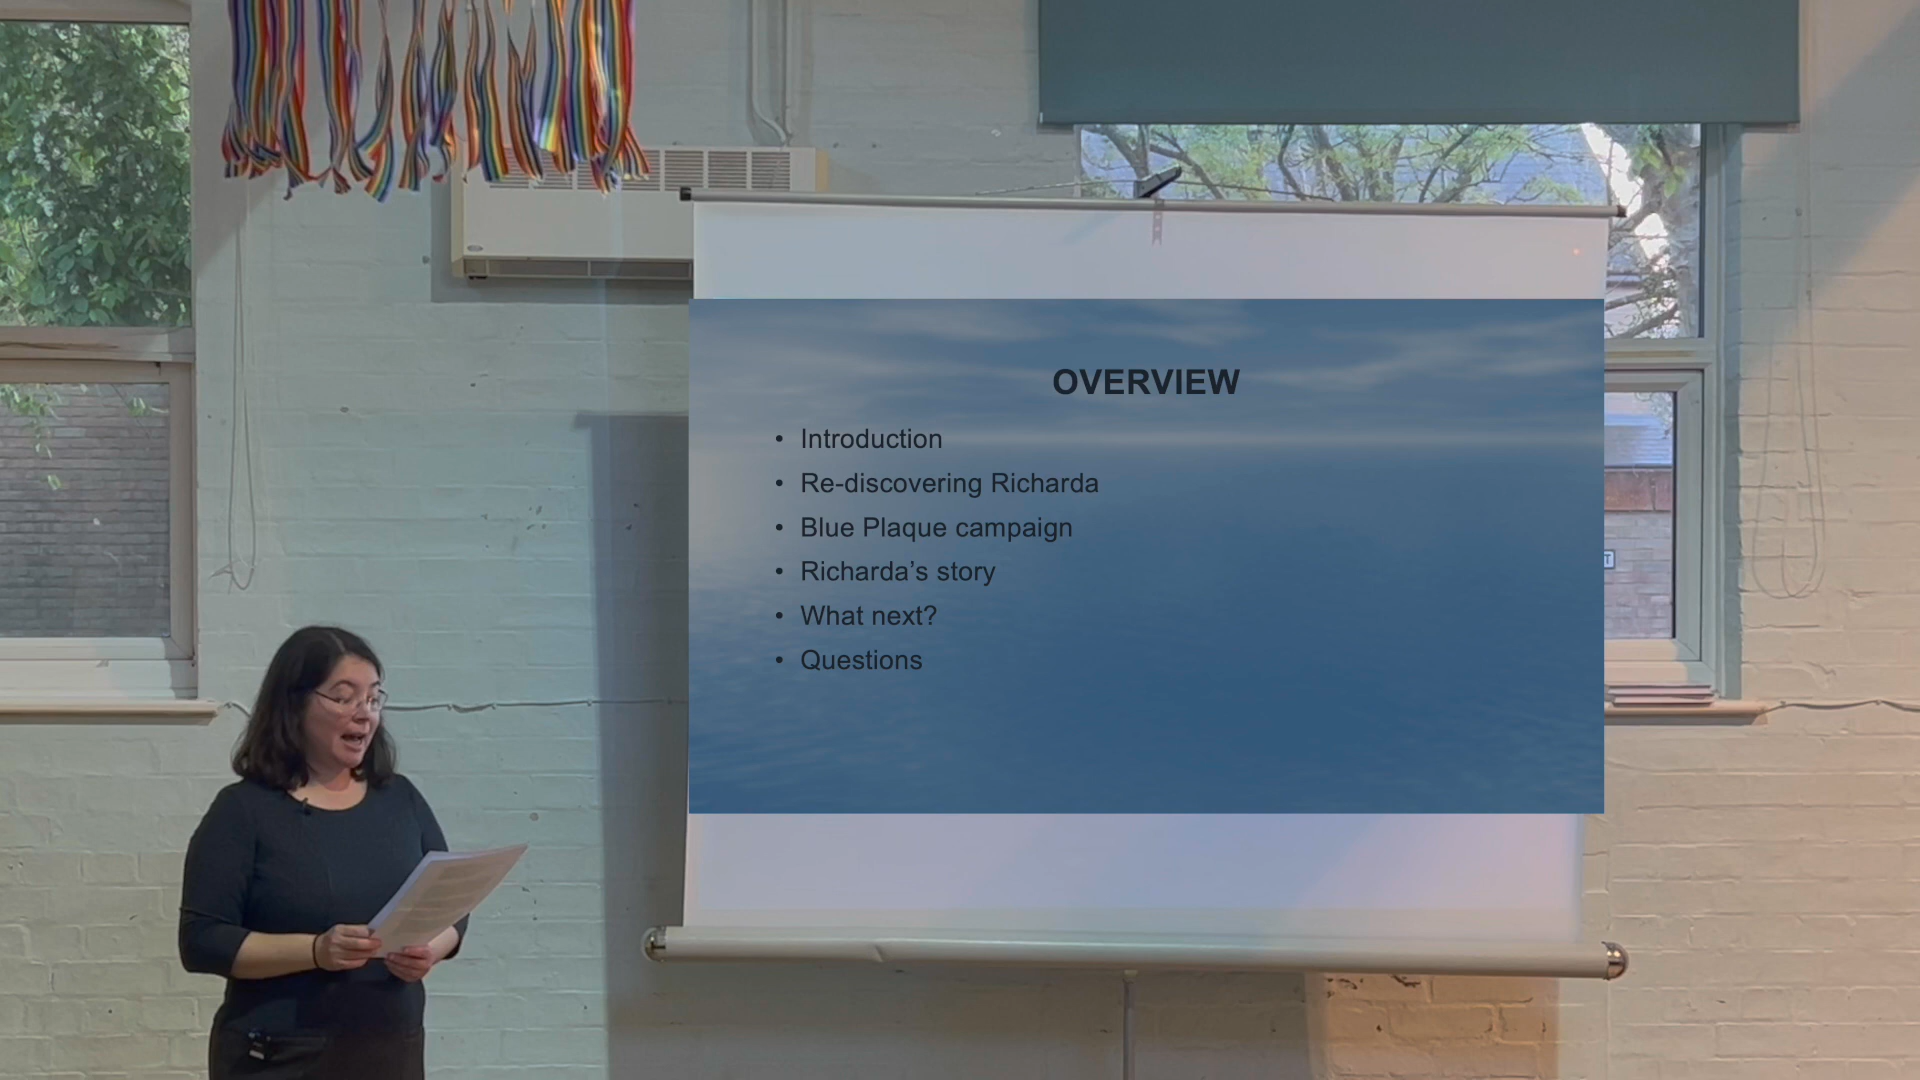 OVERVIEW
• Introduction
• Re-discovering Richarda
• Blue Plaque campaign
• Richarda’s story
• What next?
• Questions